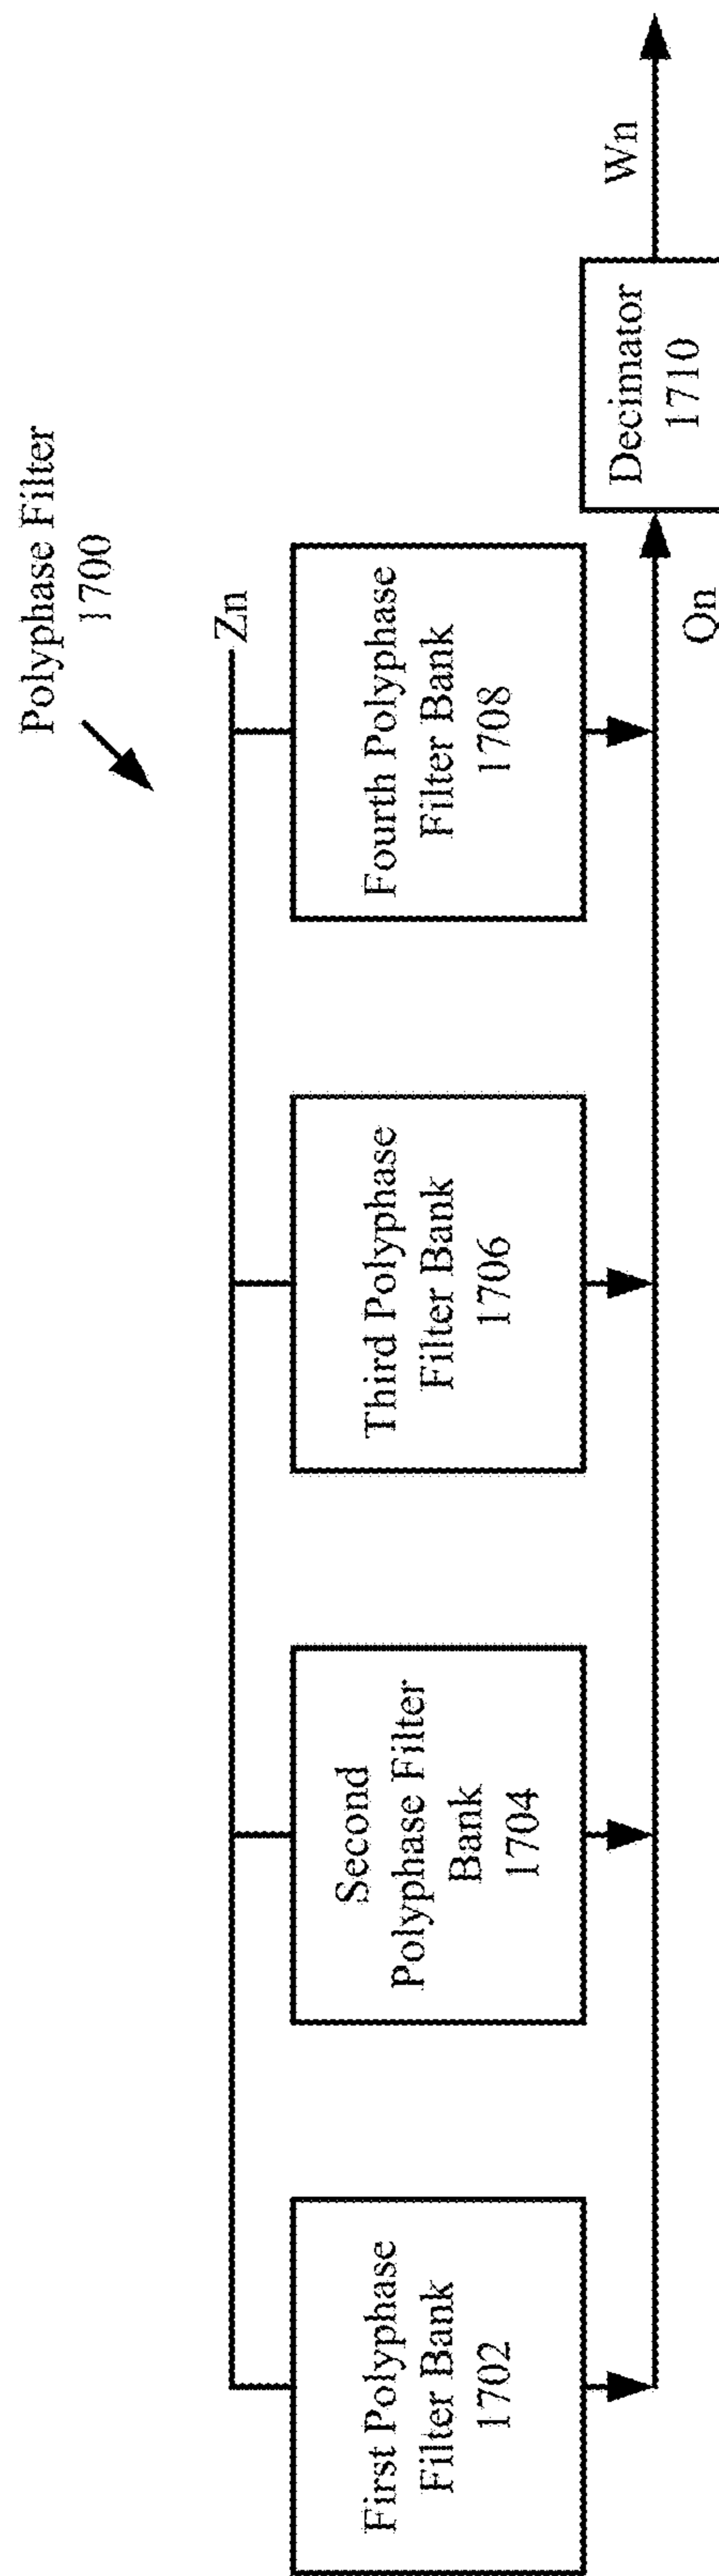 Polyphase Filter
1700
Zn
First Polyphase
Filter Bank
1702
Second
Polyphase Filter
Bank
1704
Third Polyphase
Filter Bank
1706
Fourth Polyphase
Filter Bank
1708
Qn
Decimator
1710
Wn